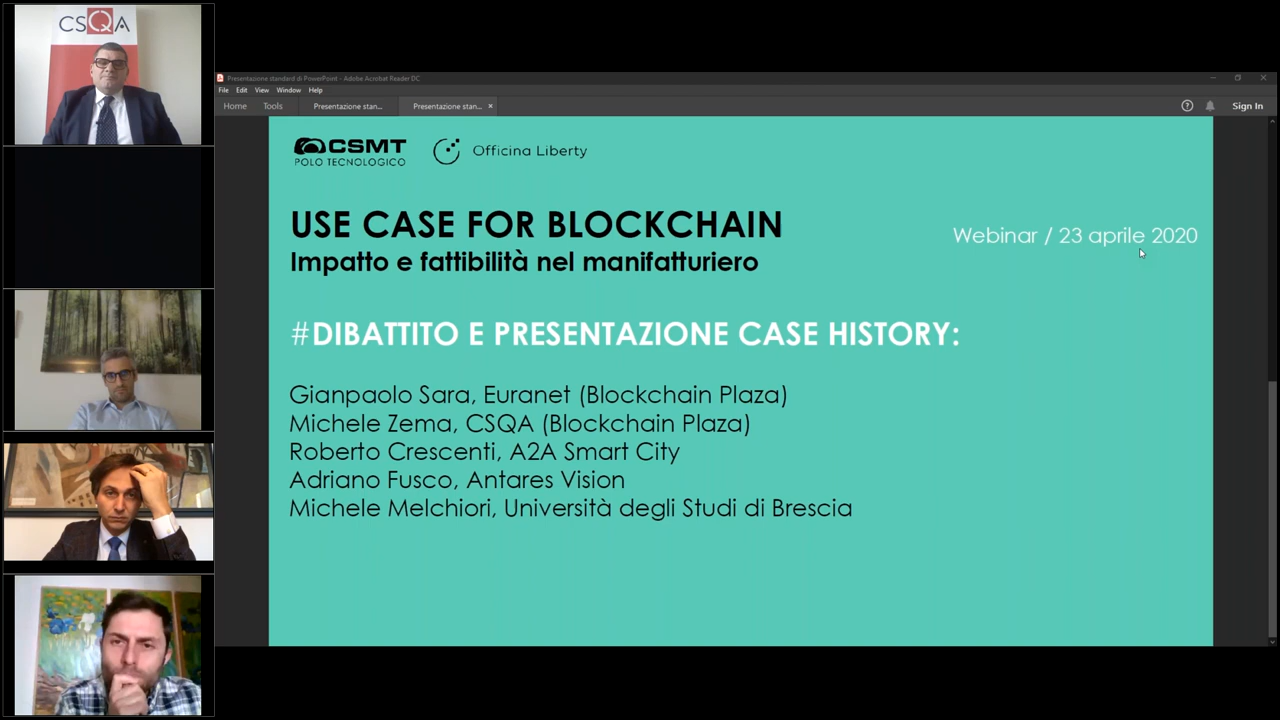 CSQA
Presentazione standard di PowerPoint - Adobe Acrobat Reader DC
File Edit View Window Help
Home Tools Presentazione stan... Presentazione stan... × Sign In
CSMT
POLO TECNOLOGICO
Officina Liberty
USE CASE FOR BLOCKCHAIN
Webinar / 23 aprile 2020
Impatto e fattibilità nel manifatturiero
#DIBATTITO E PRESENTAZIONE CASE HISTORY:
Gianpaolo Sara, Euranet (Blockchain Plaza)
Michele Zema, CSQA (Blockchain Plaza)
Roberto Crescenti, A2A Smart City
Adriano Fusco, Antares Vision
Michele Melchiori, Università degli Studi di Brescia